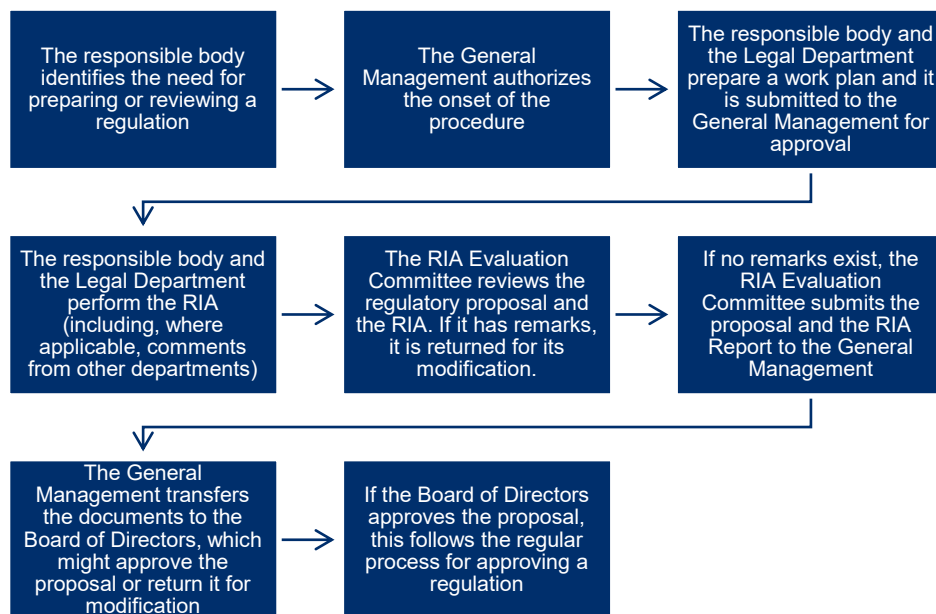 The responsible body
identifies the need for
preparing or reviewing a
regulation
The General
Management authorizes
the onset of the
procedure
The responsible body and
the Legal Department
prepare a work plan and it
is submitted to the
General Management for
approval
The responsible body and
the Legal Department
perform the RIA
(including, where
applicable, comments
from other departments)
The RIA Evaluation
Committee reviews the
regulatory proposal and
the RIA. If it has remarks,
it is returned for its
modification.
If no remarks exist, the
RIA Evaluation
Committee submits the
proposal and the RIA
Report to the General
Management
The General
Management transfers
the documents to the
Board of Directors, which
might approve the
proposal or return it for
modification
If the Board of Directors
approves the proposal,
this follows the regular
process for approving a
regulation